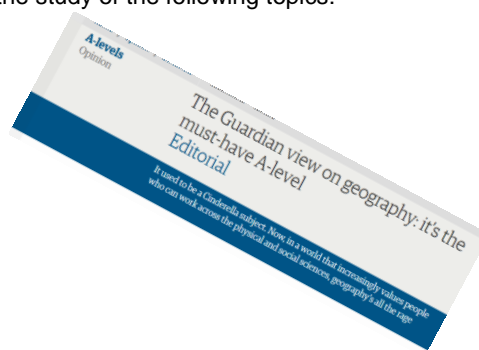 the study of the following topics:
A-levels
Opinion
The Guardian view on geography: it's the
must-have A-level
Editorial
It used to be a Cinderella subject. Now, in a world that increasingly values people
who can work across the physical and social sciences, geography's all the rage